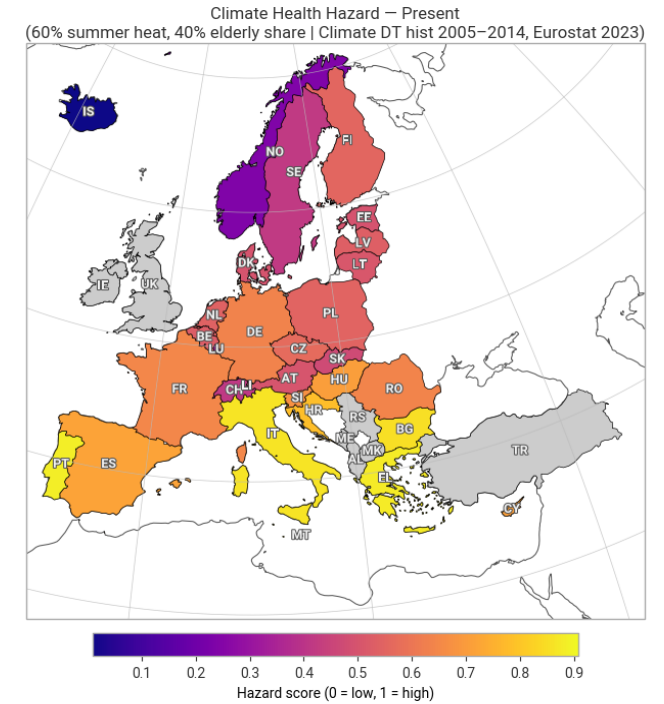 Climate Health Hazard — Present
(60% summer heat, 40% elderly share | Climate DT hist 2005–2014, Eurostat 2023)
IS
NO
FI
SE
EE
LV
DK
LT
IE
UK
NL
PL
BE
DE
LU
CZ
SK
CH
LI
AT
HU
FR
SI
RO
HR
RS
IT
BG
ME
MK
TR
PT
ES
AL
EL
CY
MT
0.1 0.2 0.3 0.4 0.5 0.6 0.7 0.8 0.9
Hazard score (0 = low, 1 = high)